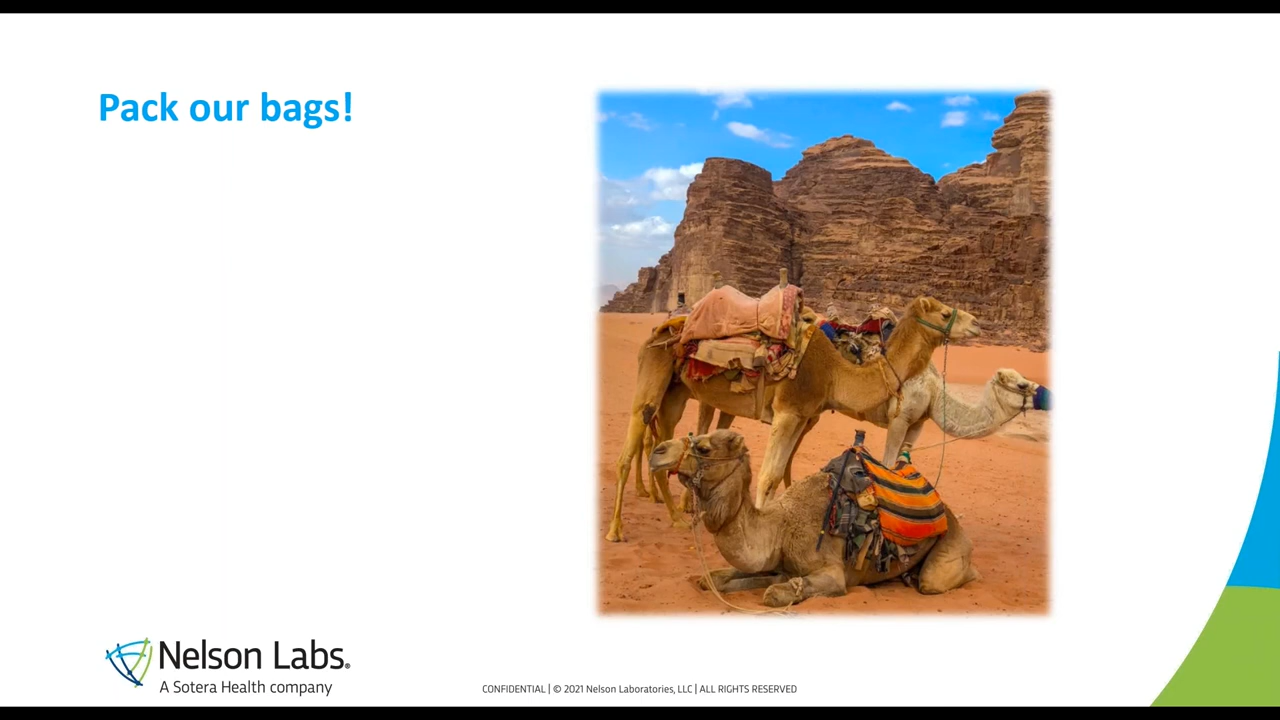 Pack our bags!
Nelson Labs®
A Sotera Health company
CONFIDENTIAL | © 2021 Nelson Laboratories, LLC | ALL RIGHTS RESERVED